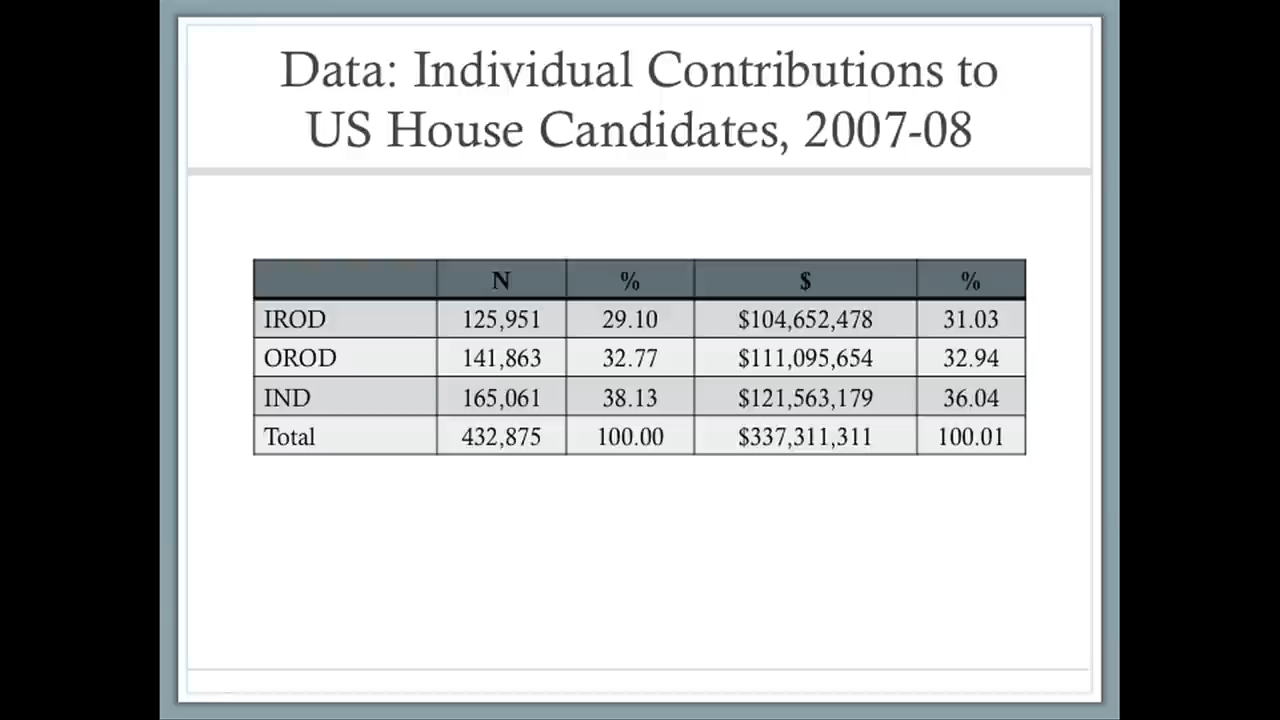 Data: Individual Contributions to
US House Candidates, 2007-08
N % $ %
IROD 125,951 29.10 $104,652,478 31.03
OROD 141,863 32.77 $111,095,654 32.94
IND 165,061 38.13 $121,563,179 36.04
Total 432,875 100.00 $337,311,311 100.01